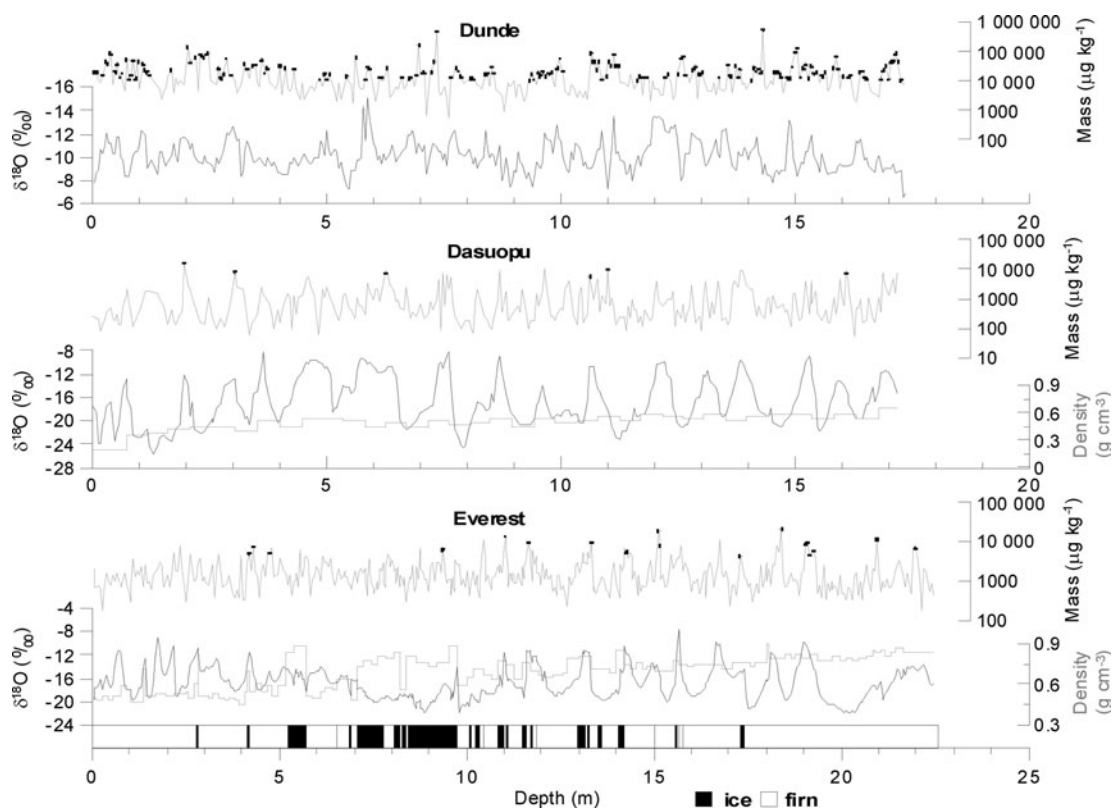 Dunde
1 000 000
100 000
10 000
1000
100
Mass (µg kg-1)
-16
-14
-12
-10
-8
-6
δ18O (0/00)
0 5 10 15 20
Dasuopu
100 000
10 000
1000
100
10
Mass (µg kg-1)
-8
-12
-16
-20
-24
-28
δ18O (0/00)
0.9
0.6
0.3
0
Density
(g cm-3)
0 5 10 15 20
Everest
100 000
10 000
1000
100
Mass (µg kg-1)
-4
-8
-12
-16
-20
-24
δ18O (0/00)
0.9
0.6
0.3
Density
(g cm-3)
0 5 10 15 20 25
Depth (m)
ice firn